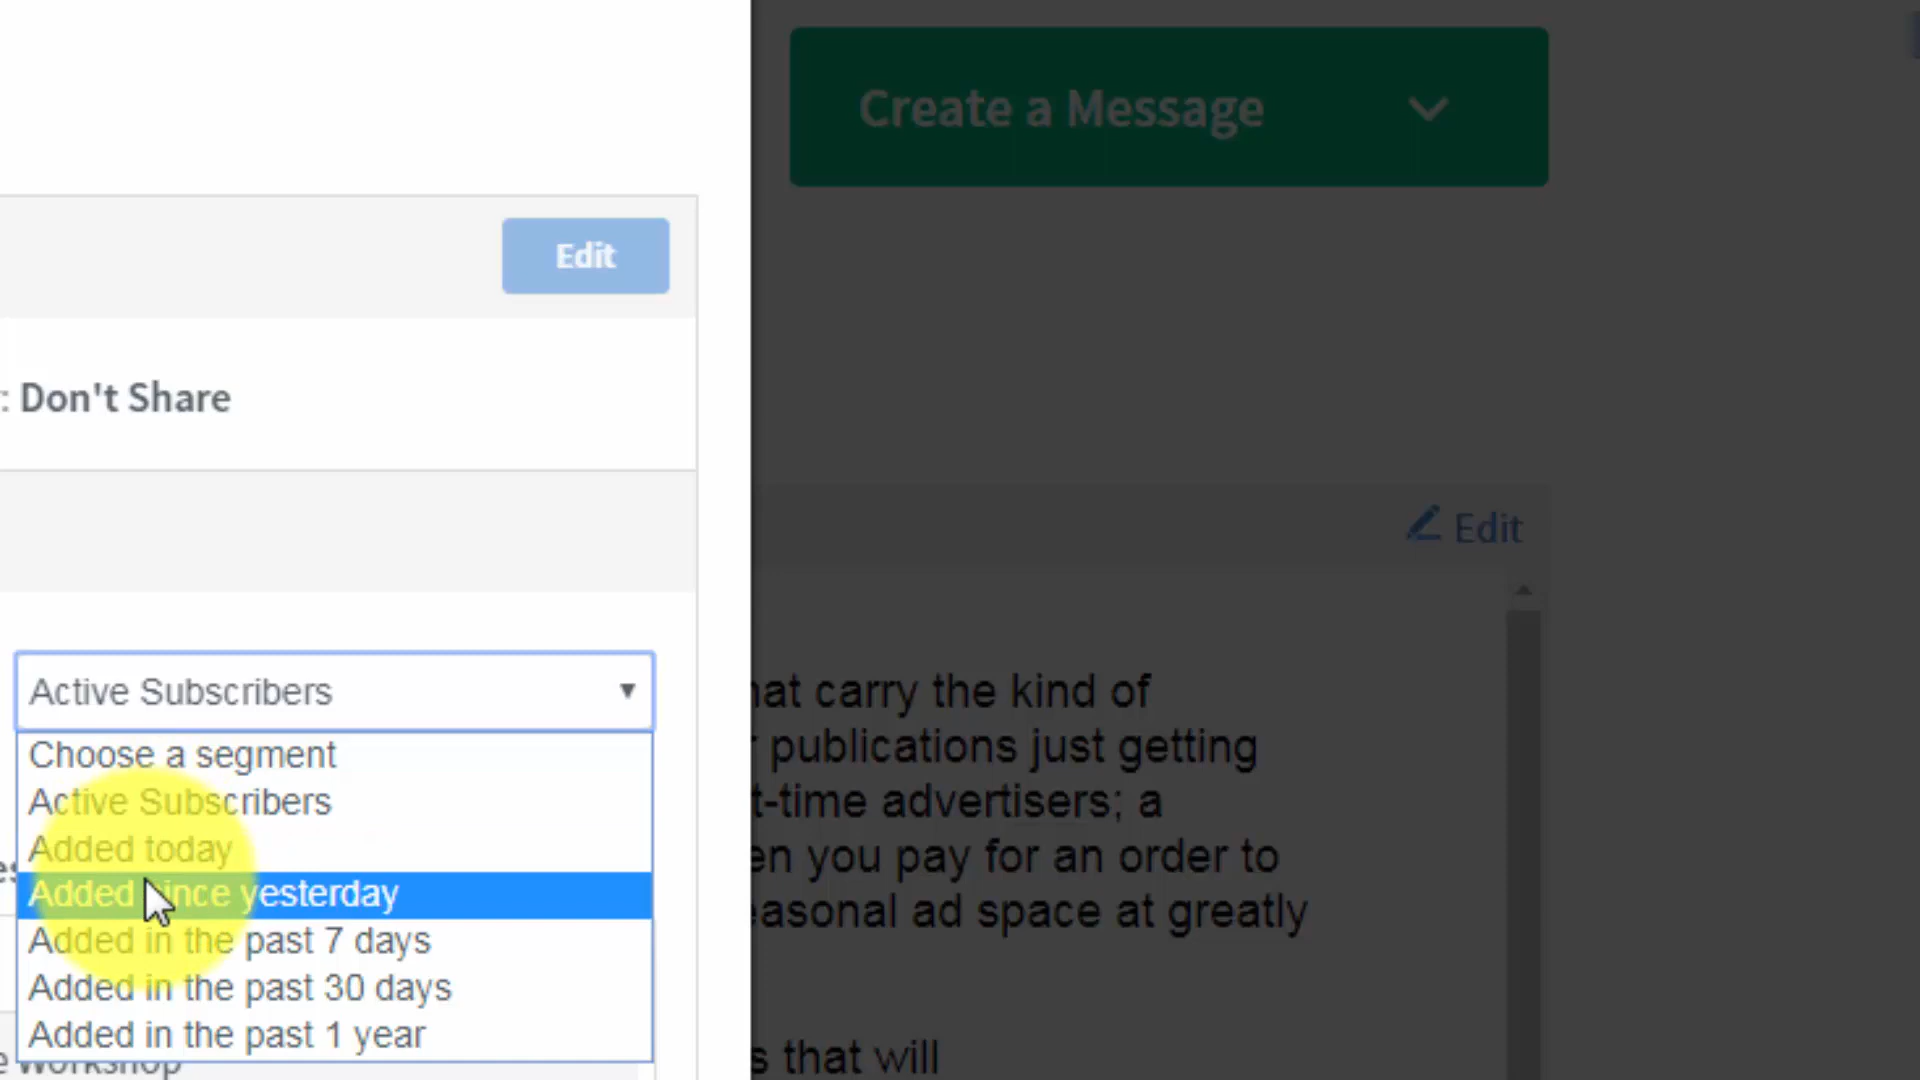 Create a Message
Edit
: Don't Share
Edit
Active Subscribers
Choose a segment
Active Subscribers
Added today
Added since yesterday
Added in the past 7 days
Added in the past 30 days
Added in the past 1 year
Workshop
that carry the kind of
publications just getting
t-time advertisers; a
en you pay for an order to
easonal ad space at greatly
s that will